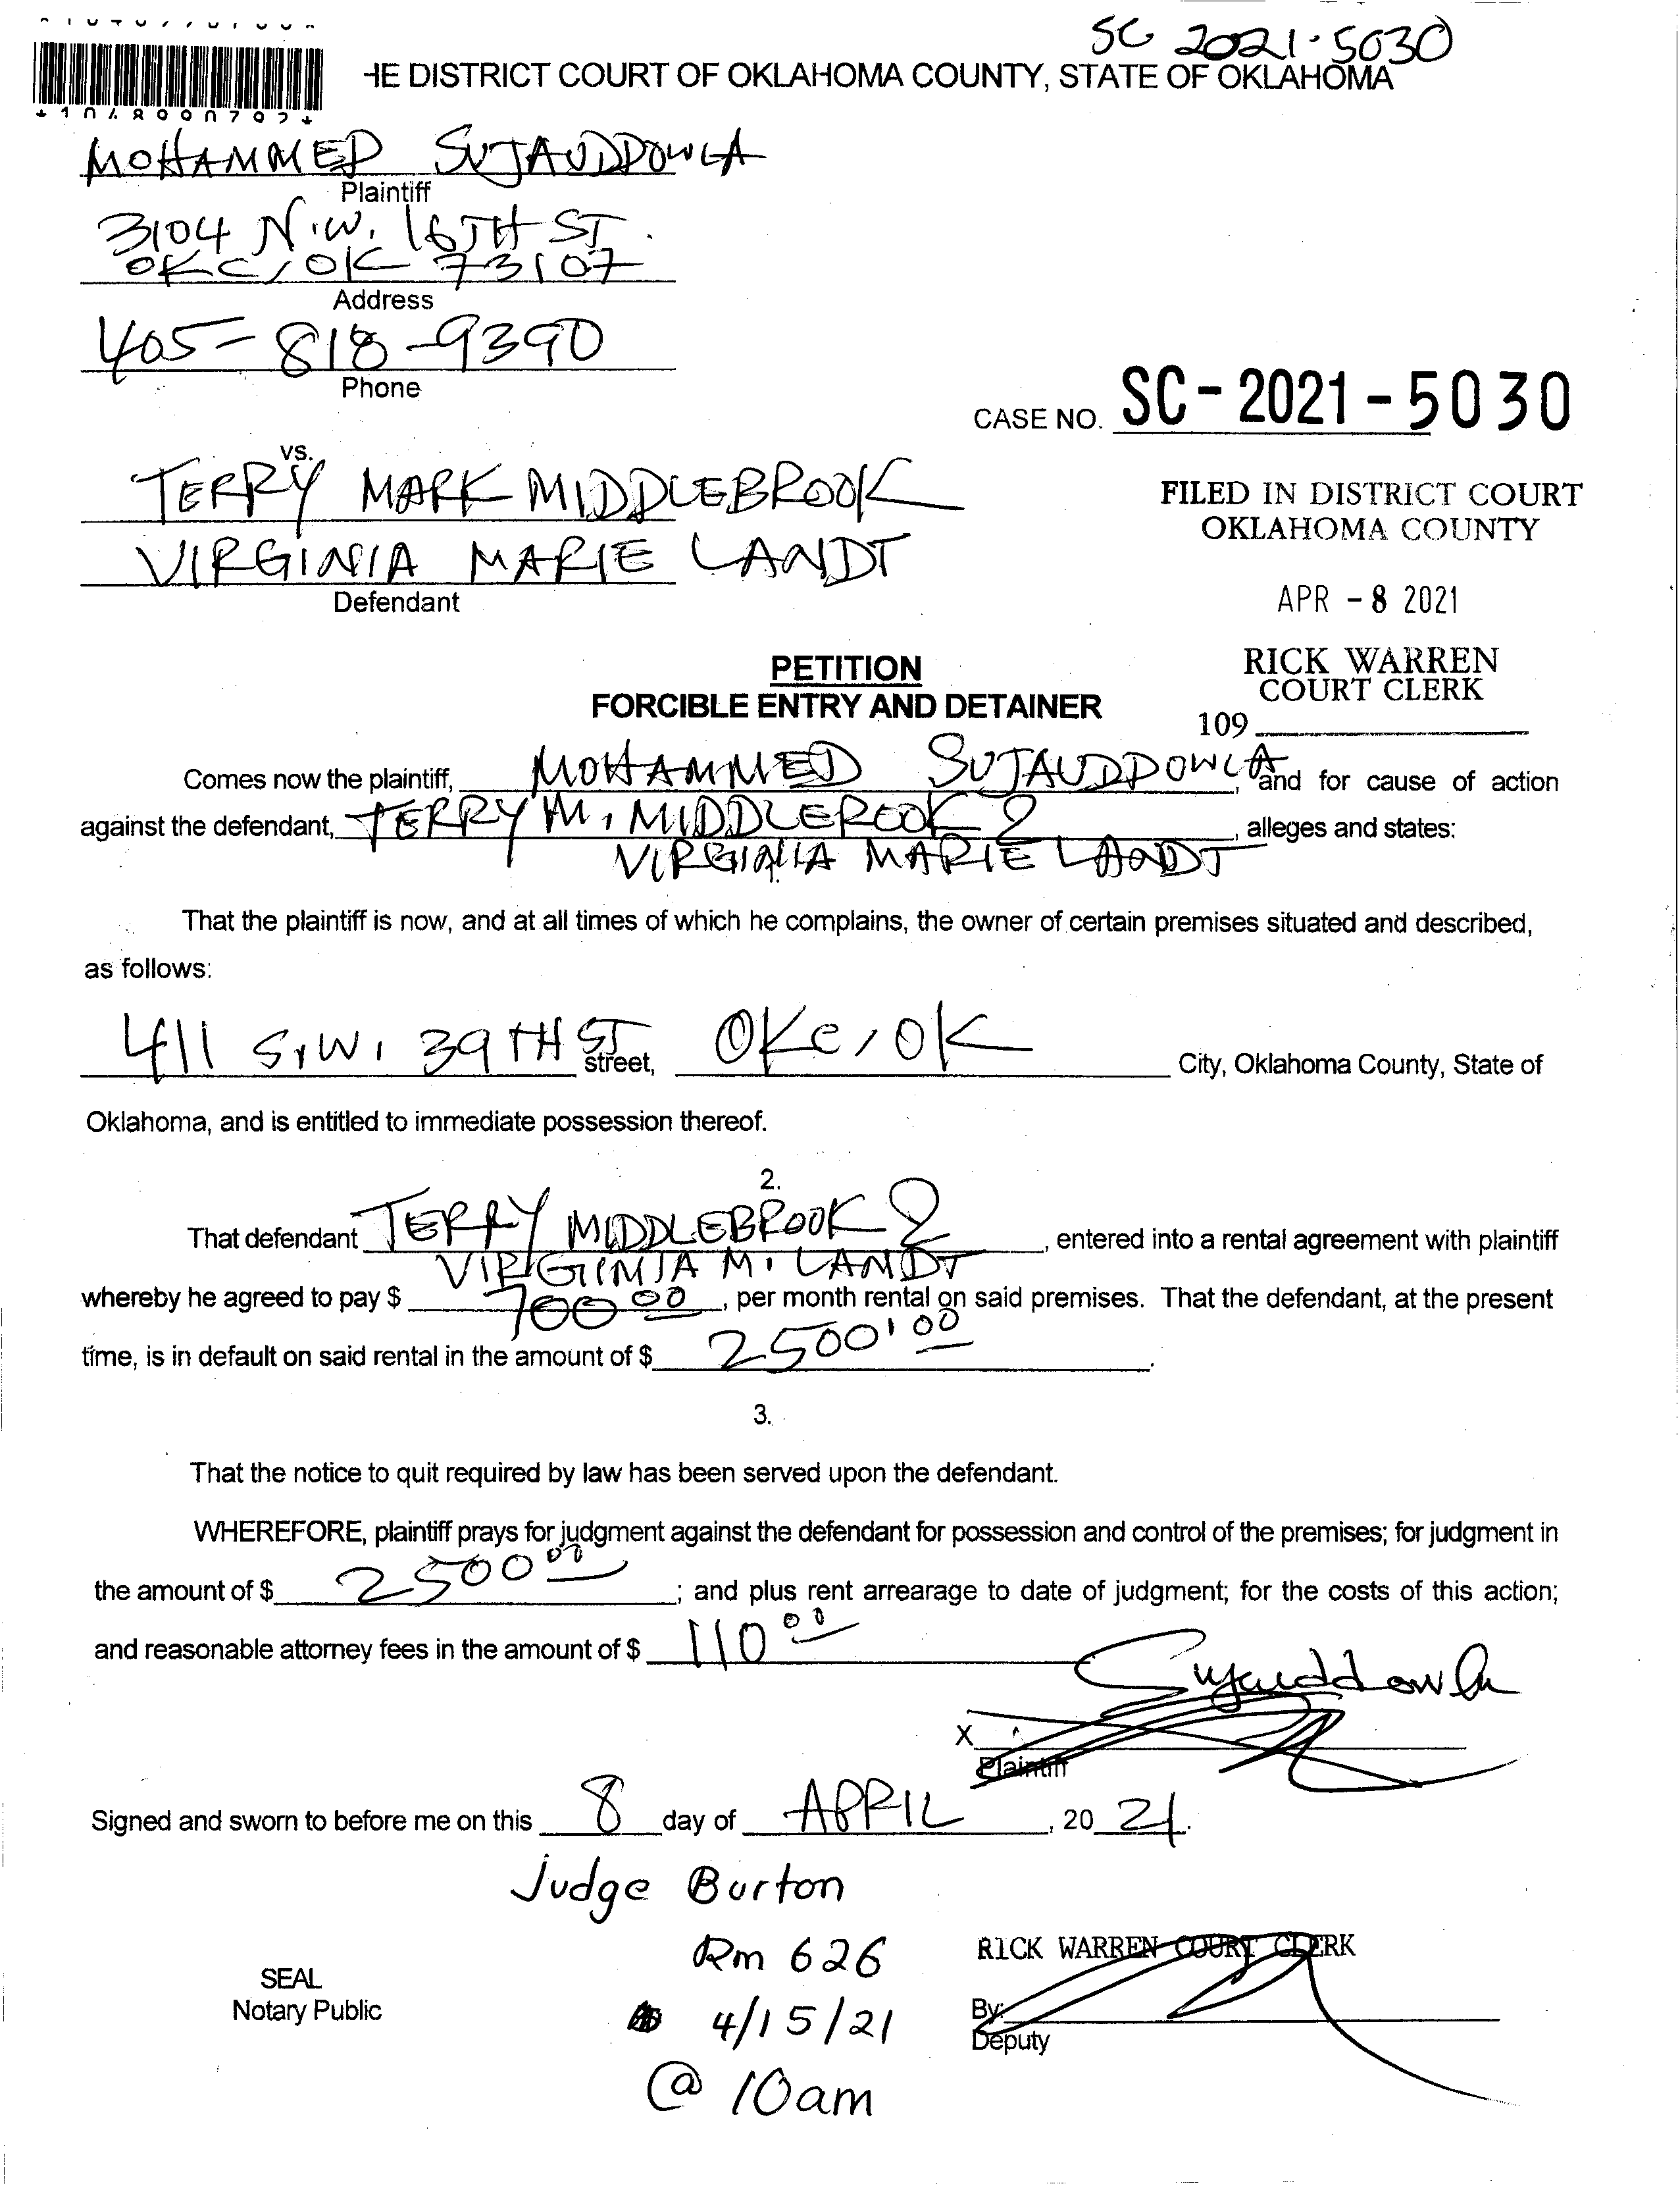 SC 2021-5030
HE DISTRICT COURT OF OKLAHOMA COUNTY, STATE OF OKLAHOMA
MOHAMMED SUJAUDDOWLA
Plaintiff
3104 N.W. 16TH ST.
OKC, OK 73107
Address
405-818-9390
Phone
CASE NO. SC-2021-5030
vs.
TERRY MARK MIDDLEBROOK
VIRGINIA MARIE LANDT
Defendant
FILED IN DISTRICT COURT
OKLAHOMA COUNTY
APR - 8 2021
RICK WARREN
COURT CLERK
109
PETITION
FORCIBLE ENTRY AND DETAINER
Comes now the plaintiff, MOHAMMED SUJAUDDOWLA, and for cause of action
against the defendant, TERRY M. MIDDLEROOK &, alleges and states:
VIRGINIA MARIE LANDT
That the plaintiff is now, and at all times of which he complains, the owner of certain premises situated and described,
as follows:
411 S.W. 39TH ST street, OKC, OK City, Oklahoma County, State of
Oklahoma, and is entitled to immediate possession thereof.
2.
That defendant TERRY MIDDLEBROOK &, entered into a rental agreement with plaintiff
VIRGINIA M. LANDT
whereby he agreed to pay $ 700 00, per month rental on said premises. That the defendant, at the present
time, is in default on said rental in the amount of $ 2500.00.
3.
That the notice to quit required by law has been served upon the defendant.
WHEREFORE, plaintiff prays for judgment against the defendant for possession and control of the premises; for judgment in
the amount of $ 2500 00; and plus rent arrearage to date of judgment; for the costs of this action;
and reasonable attorney fees in the amount of $ 110 00
Sujauddowla
X
Plaintiff
Signed and sworn to before me on this 8 day of APRIL, 20 21.
Judge Burton
Rm 626
4/15/21
@ 10am
SEAL
Notary Public
RICK WARREN COURT CLERK
By:
Deputy